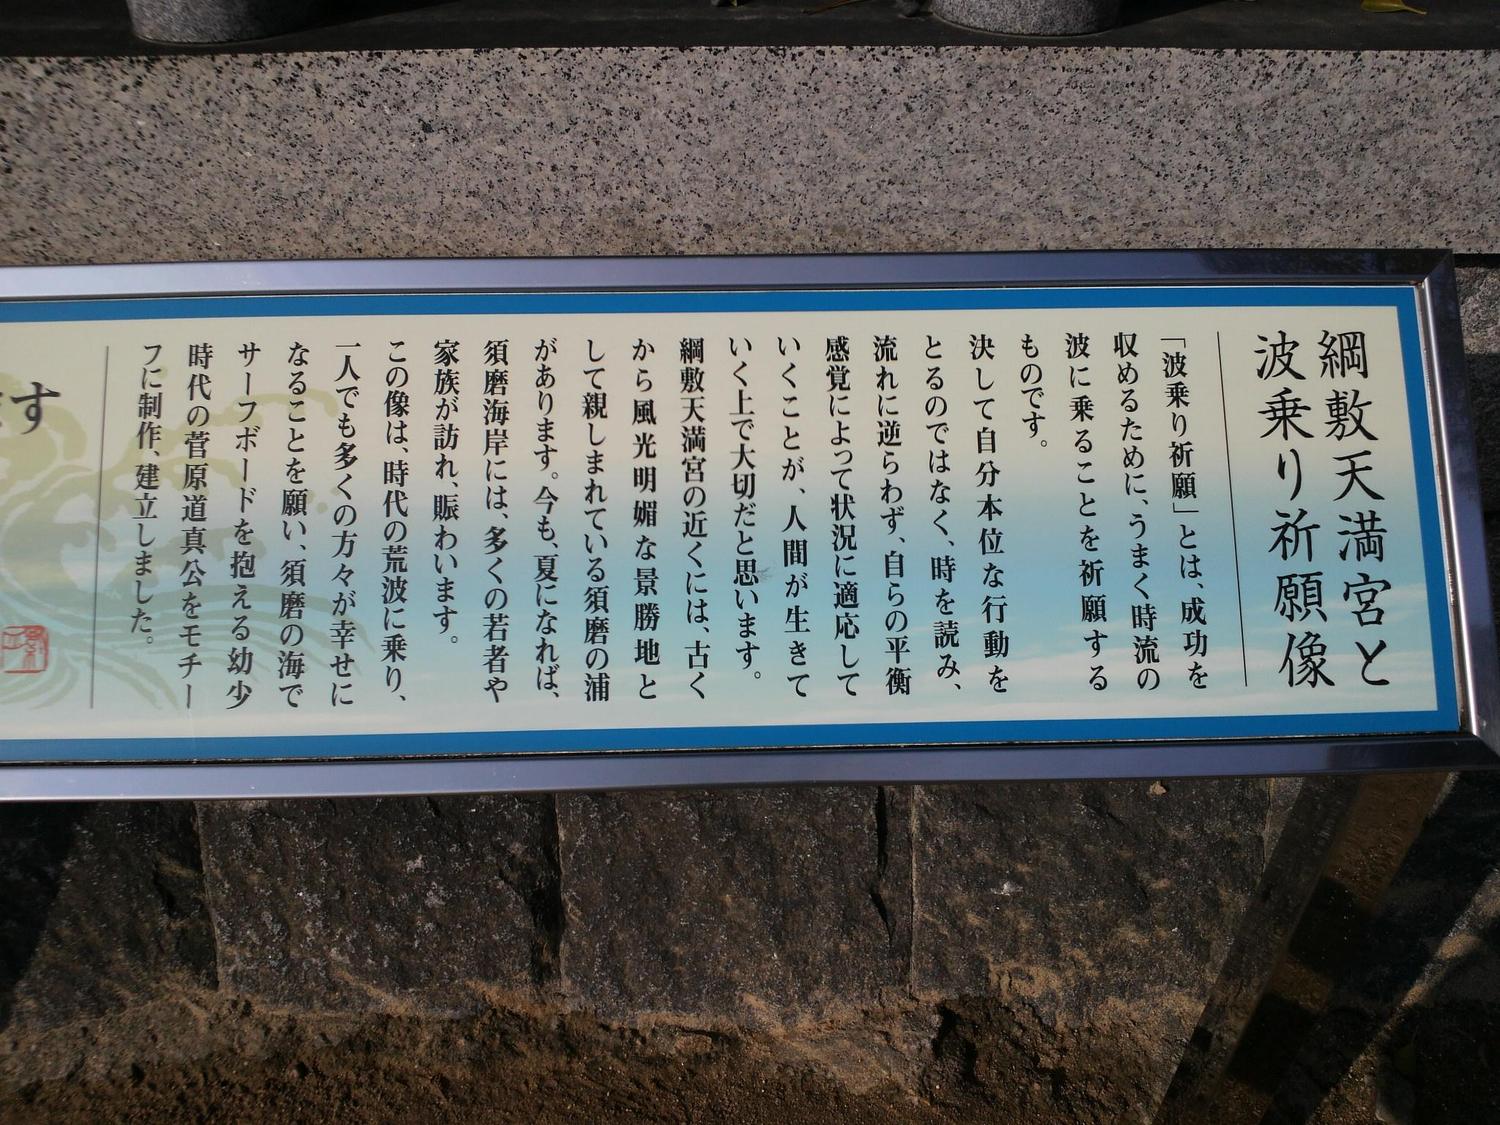 綱敷天満宮と
波乗り祈願像
「波乗り祈願」とは、成功を
収めるために、うまく時流の
波に乗ることを祈願する
ものです。
決して自分本位な行動を
とるのではなく、時を読み、
流れに逆らわず、自らの平衡
感覚によって状況に適応して
いくことが、人間が生きて
いく上で大切だと思います。
綱敷天満宮の近くには、古く
から風光明媚な景勝地と
して親しまれている須磨の浦
があります。今も、夏になれば、
須磨海岸には、多くの若者や
家族が訪れ、賑わいます。
この像は、時代の荒波に乗り、
一人でも多くの方々が幸せに
なることを願い、須磨の海で
サーフボードを抱える幼少
時代の菅原道真公をモチー
フに制作、建立しました。
す